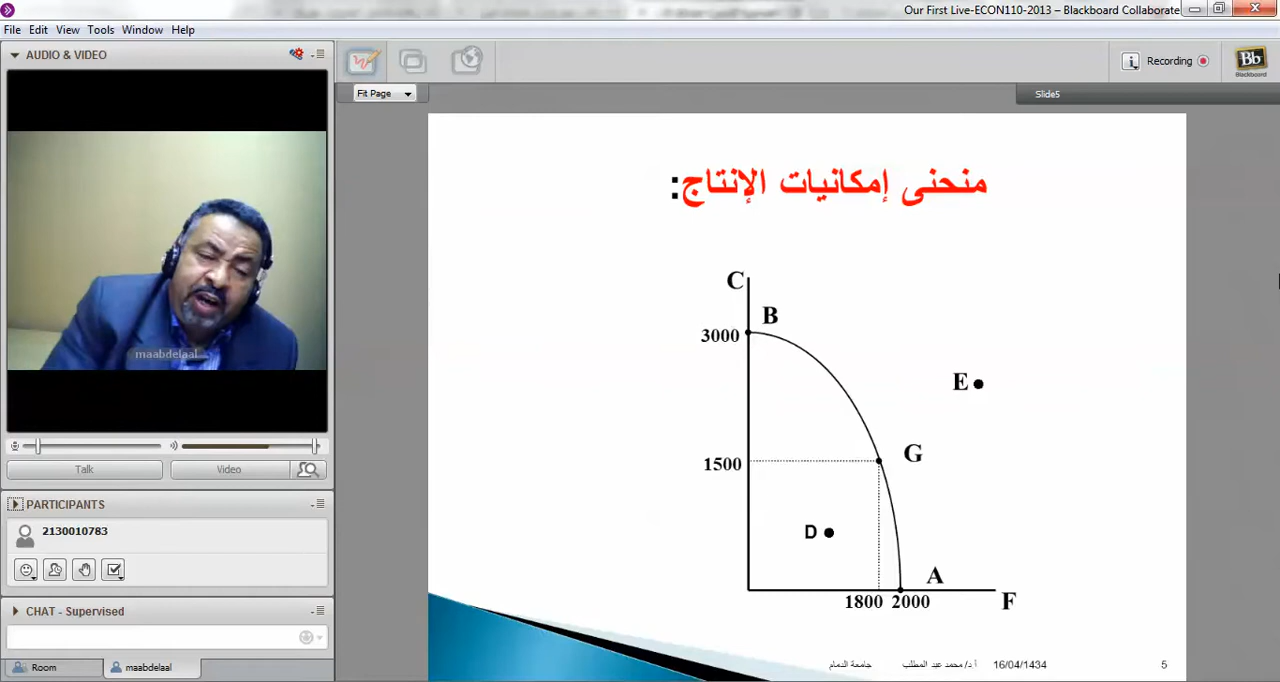 Our First Live-ECON110-2013 – Blackboard Collaborate
File Edit View Tools Window Help
AUDIO & VIDEO
Recording
Bb
Blackboard
Fit Page
Slide5
maabdelaal
Talk
Video
PARTICIPANTS
2130010783
CHAT - Supervised
Room
maabdelaal
منحنى إمكانيات الإنتاج:
C
B
3000
E
G
1500
D
A
1800 2000
F
جامعة الدمام
أ.د/ محمد عبد المطلب
16/04/1434
5